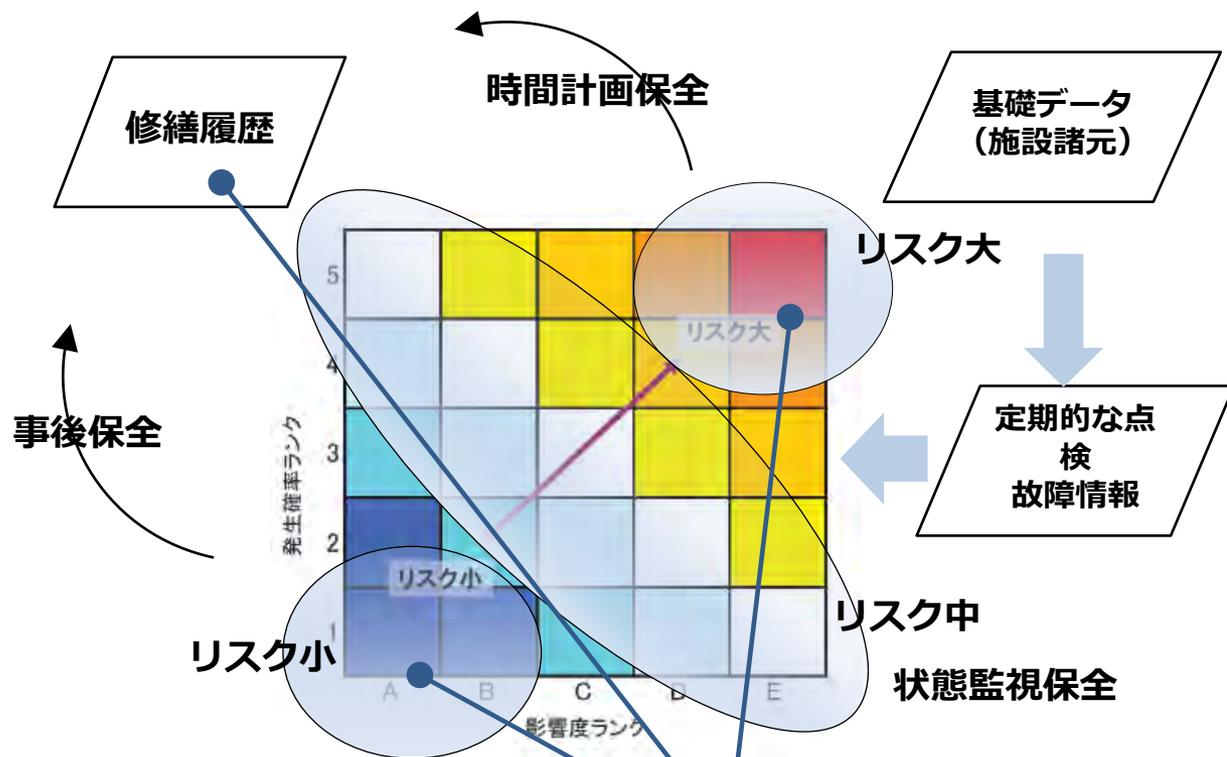 時間計画保全
修繕履歴
基礎データ
（施設諸元）
リスク大
リスク大
事後保全
定期的な点
検
故障情報
発生確率ランク
5
4
3
2
1
リスク小
リスク小
リスク中
状態監視保全
A B C D E
影響度ランク